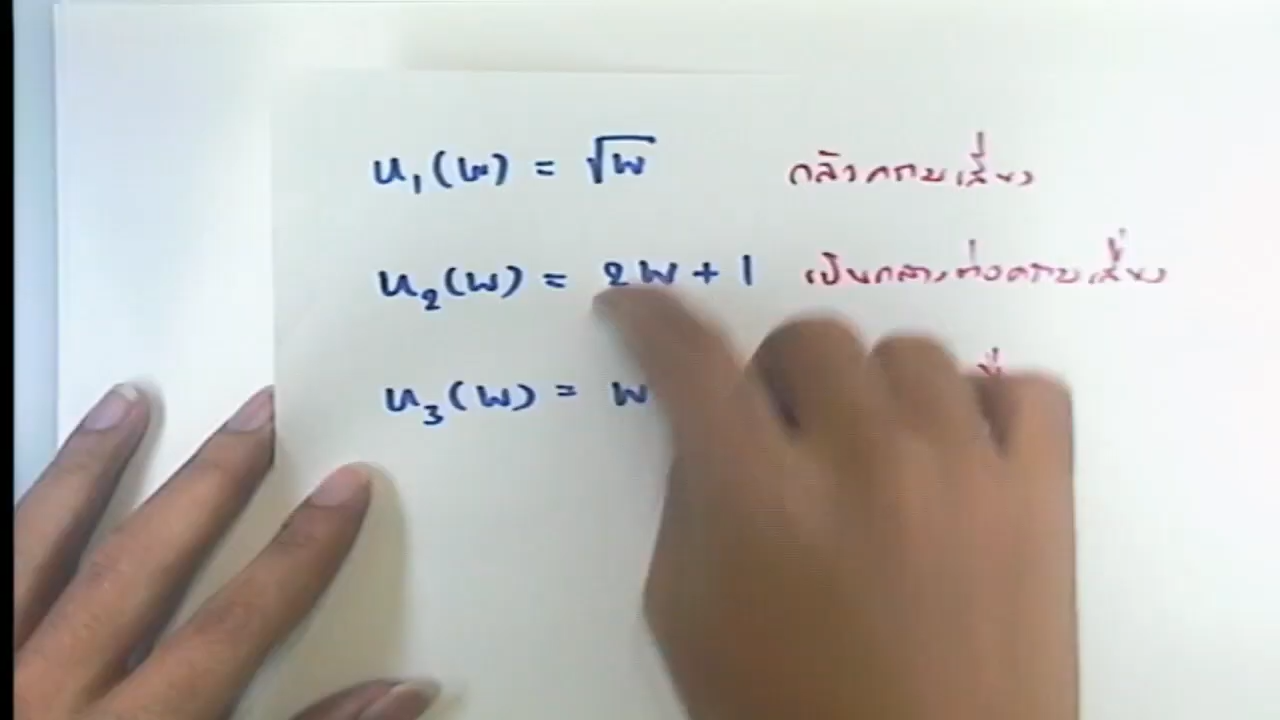 u₁(w) = √w กลัวความเสี่ยง
u₂(w) = 2w + 1 เป็นกลางต่อความเสี่ยง
u₃(w) = w